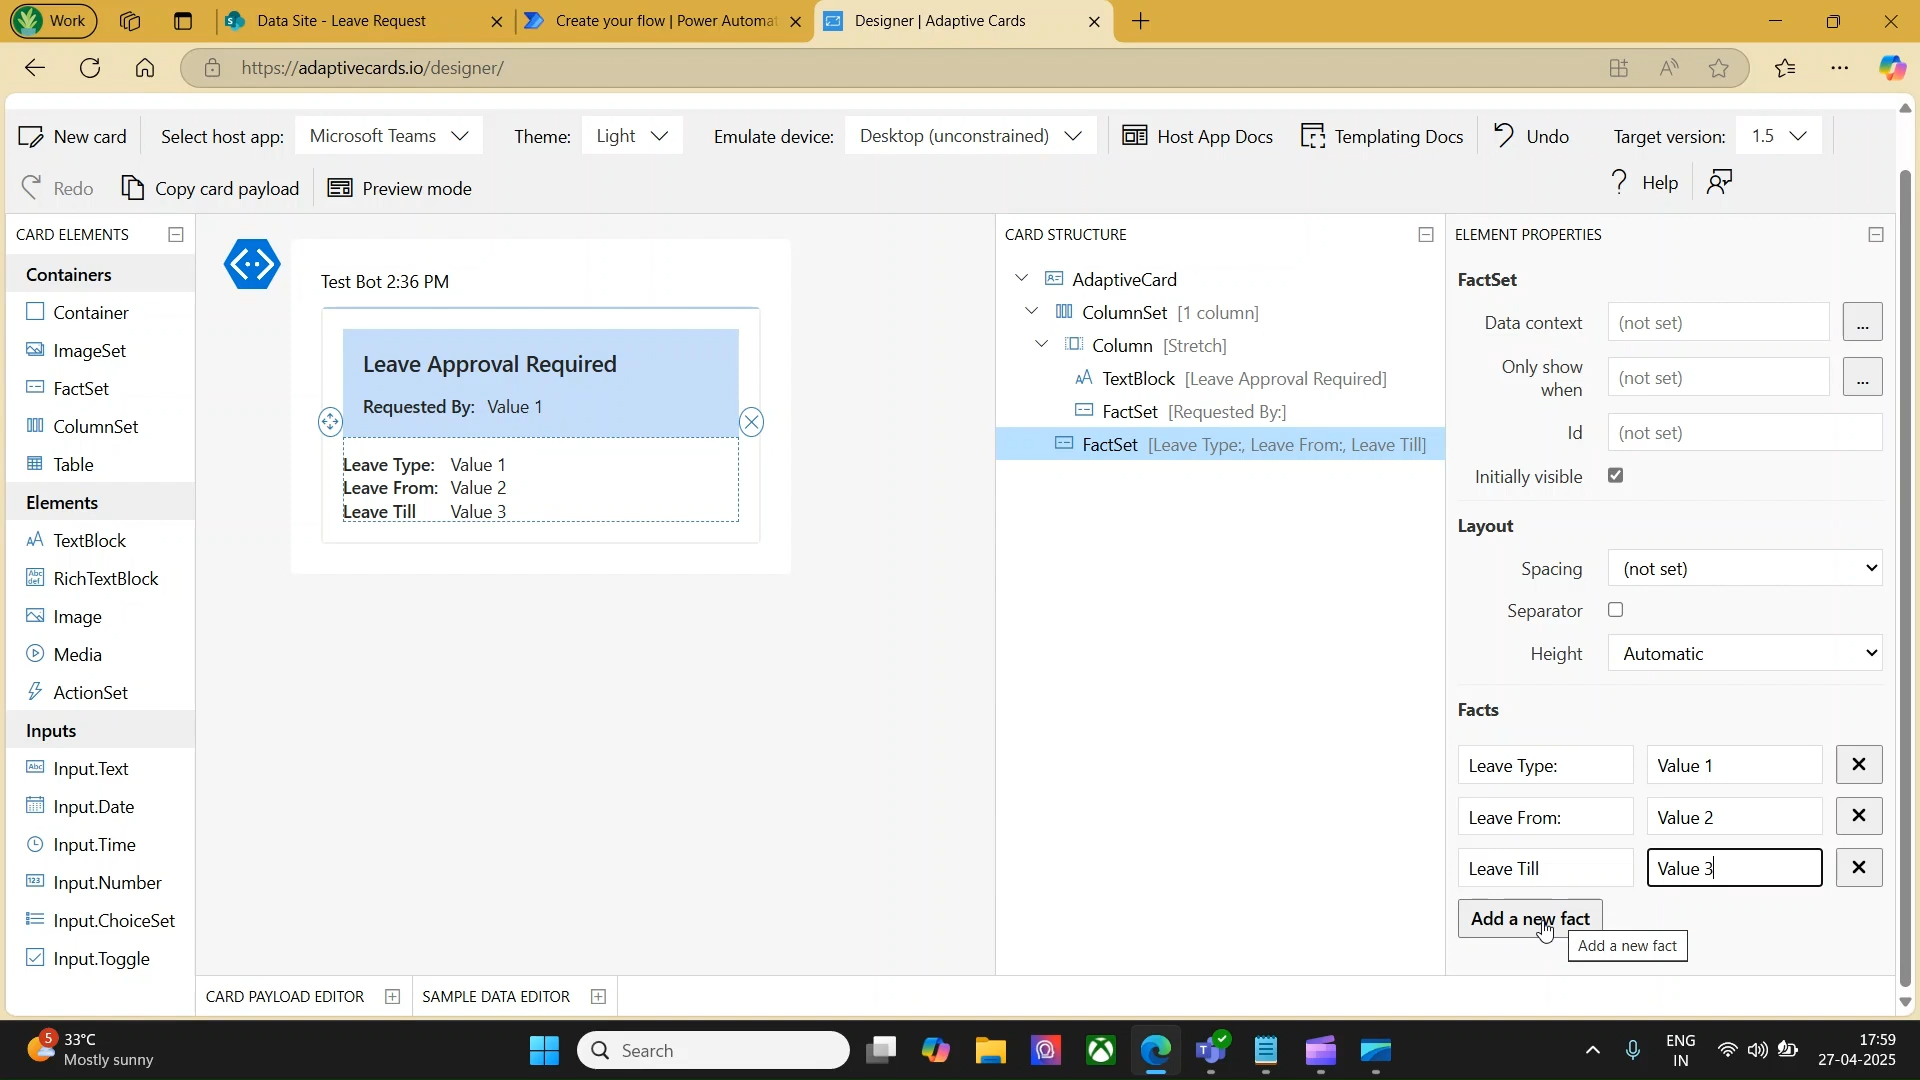 Work
Data Site - Leave Request
Create your flow | Power Automat
Designer | Adaptive Cards
https://adaptivecards.io/designer/
New card
Select host app:
Microsoft Teams
Theme:
Light
Emulate device:
Desktop (unconstrained)
Host App Docs
Templating Docs
Undo
Target version:
1.5
Redo
Copy card payload
Preview mode
? Help
CARD ELEMENTS
Containers
Container
ImageSet
FactSet
ColumnSet
Table
Elements
TextBlock
RichTextBlock
Image
Media
ActionSet
Inputs
Input.Text
Input.Date
Input.Time
Input.Number
Input.ChoiceSet
Input.Toggle
Test Bot 2:36 PM
Leave Approval Required
Requested By: Value 1
Leave Type: Value 1
Leave From: Value 2
Leave Till Value 3
CARD STRUCTURE
AdaptiveCard
ColumnSet [1 column]
Column [Stretch]
TextBlock [Leave Approval Required]
FactSet [Requested By:]
FactSet [Leave Type:, Leave From:, Leave Till]
ELEMENT PROPERTIES
FactSet
Data context (not set) ...
Only show when (not set) ...
Id (not set)
Initially visible
Layout
Spacing (not set)
Separator
Height Automatic
Facts
Leave Type: Value 1
Leave From: Value 2
Leave Till Value 3
Add a new fact
Add a new fact
CARD PAYLOAD EDITOR
SAMPLE DATA EDITOR
5
33°C
Mostly sunny
Search
ENG
IN
17:59
27-04-2025